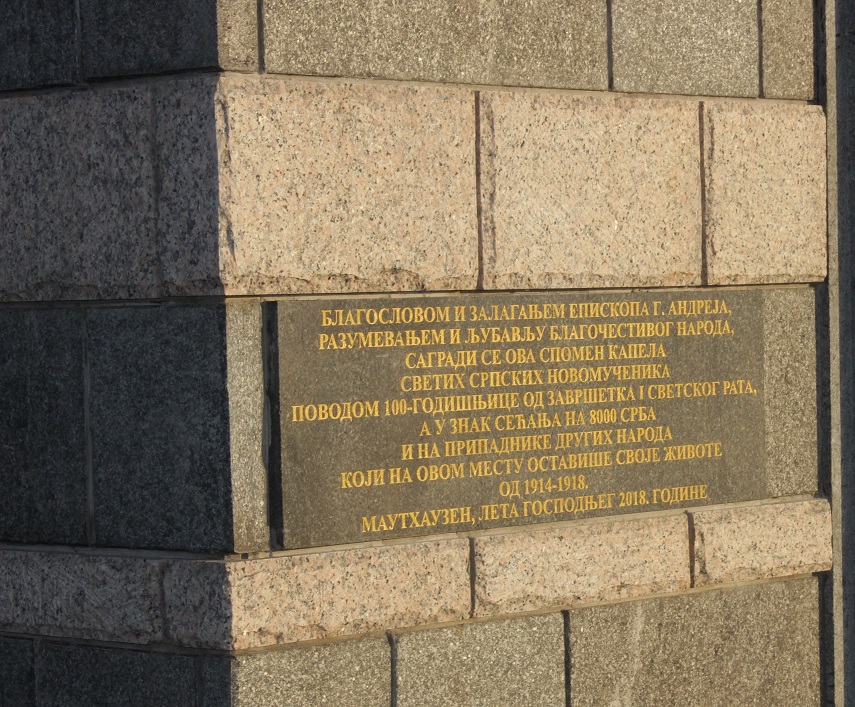 БЛАГОСЛОВОМ И ЗАЛАГАЊЕМ ЕПИСКОПА Г. АНДРЕЈА,
РАЗУМЕВАЊЕМ И ЉУБАВЉУ БЛАГОЧЕСТИВОГ НАРОДА,
САГРАДИ СЕ ОВА СПОМЕН КАПЕЛА
СВЕТИХ СРПСКИХ НОВОМУЧЕНИКА
ПОВОДОМ 100-ГОДИШЊИЦЕ ОД ЗАВРШЕТКА I СВЕТСКОГ РАТА,
А У ЗНАК СЕЋАЊА НА 8000 СРБА
И НА ПРИПАДНИКЕ ДРУГИХ НАРОДА
КОЈИ НА ОВОМ МЕСТУ ОСТАВИШЕ СВОЈЕ ЖИВОТЕ
ОД 1914-1918.
МАУТХАУЗЕН, ЛЕТА ГОСПОДЊЕГ 2018. ГОДИНЕ